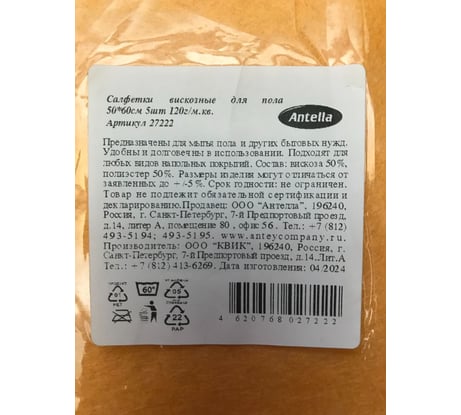 Салфетки вискозные для пола
50*60см 5шт 120г/м.кв.
Артикул 27222
Antella
Предназначены для мытья пола и других бытовых нужд.
Удобны и долговечны в использовании. Подходят для
любых видов напольных покрытий. Состав: вискоза 50%,
полиэстер 50%. Размеры изделия могут отличаться от
заявленных до +/-5 %. Срок годности: не ограничен.
Товар не подлежит обязательной сертификации и
декларированию.Продавец: ООО "Антелла". 196240,
Россия, г. Санкт-Петербург, 7-й Предпортовый проезд,
д.14, литер А, помещение 80, офис 56. Тел.: +7 (812)
493-5194; 493-5195. www.anteycompany.ru.
Производитель: ООО "КВИК", 196240, Россия, г.
Санкт-Петербург, 7-й Предпортовый проезд, д.14. Лит.А
Тел.: +7 (812) 413-6269. Дата изготовления: 04.2024
01
PET
60°
05
22
PAP
4 620768 027222